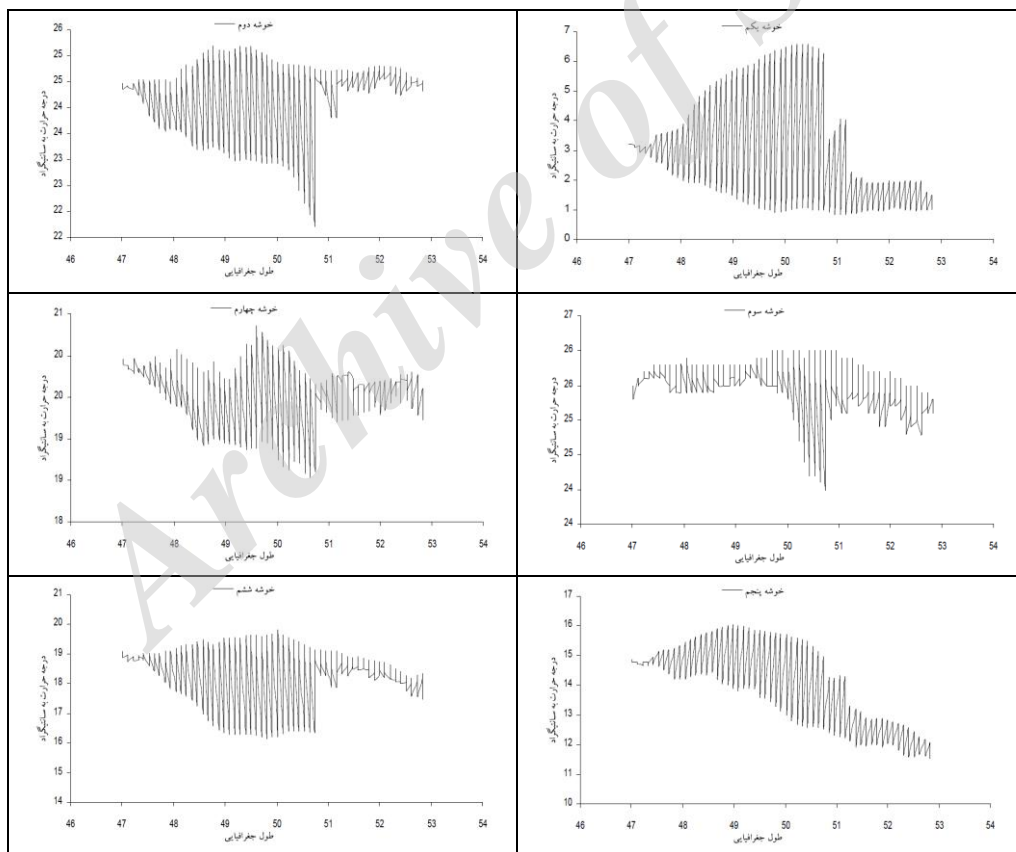 خوشه یکم
7
6
5
4
3
2
1
0
درجه حرارت به سانتیگراد
46 47 48 49 50 51 52 53 54
طول جغرافیایی
خوشه دوم
26
25
25
24
24
23
23
22
22
درجه حرارت به سانتیگراد
46 47 48 49 50 51 52 53 54
طول جغرافیایی
خوشه سوم
27
26
26
25
25
24
24
درجه حرارت به سانتیگراد
46 47 48 49 50 51 52 53 54
طول جغرافیایی
خوشه چهارم
21
20
20
19
19
18
درجه حرارت به سانتیگراد
46 47 48 49 50 51 52 53 54
طول جغرافیایی
خوشه پنجم
17
16
15
14
13
12
11
10
درجه حرارت به سانتیگراد
46 47 48 49 50 51 52 53 54
طول جغرافیایی
خوشه ششم
21
20
19
18
17
16
15
14
درجه حرارت به سانتیگراد
46 47 48 49 50 51 52 53 54
طول جغرافیایی
Archive of S